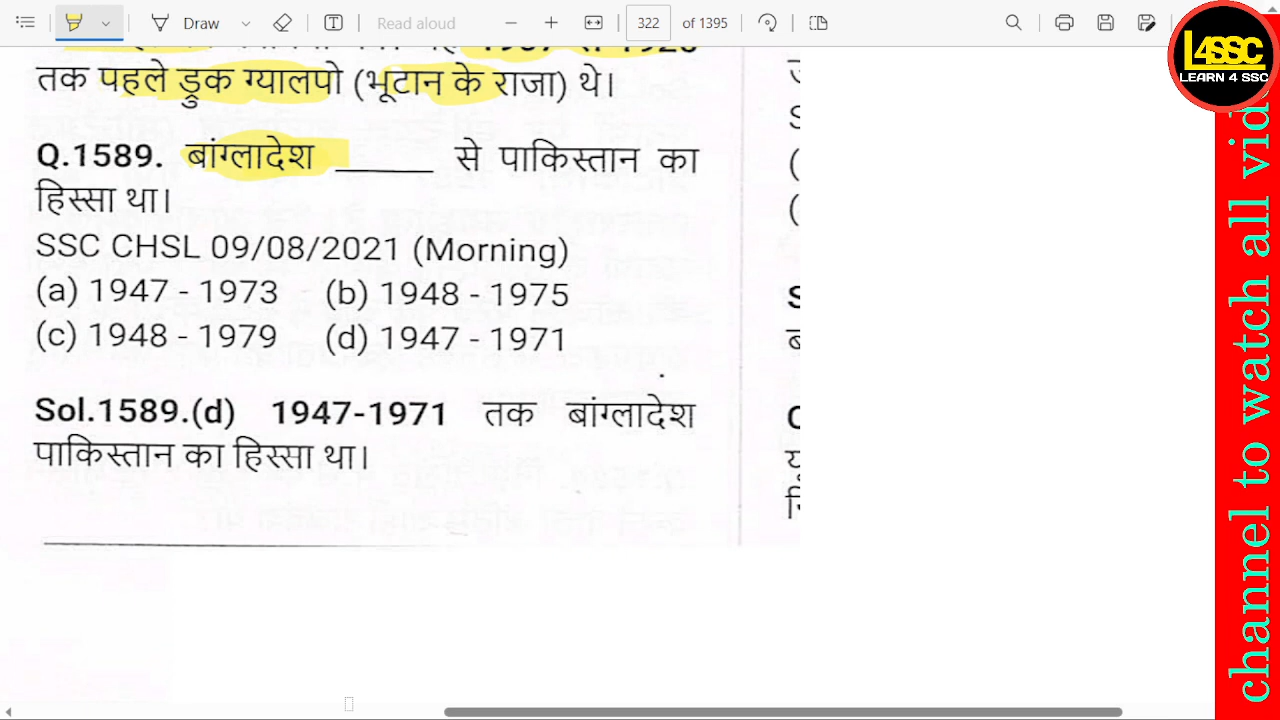 Draw
Read aloud
322 of 1395
L4SSC
LEARN 4 SSC
तक पहले ड्रुक ग्यालपो (भूटान के राजा) थे।
Q.1589. बांग्लादेश ______ से पाकिस्तान का
हिस्सा था।
SSC CHSL 09/08/2021 (Morning)
(a) 1947 - 1973 (b) 1948 - 1975
(c) 1948 - 1979 (d) 1947 - 1971
Sol.1589.(d) 1947-1971 तक बांग्लादेश
पाकिस्तान का हिस्सा था।
channel to watch all vid